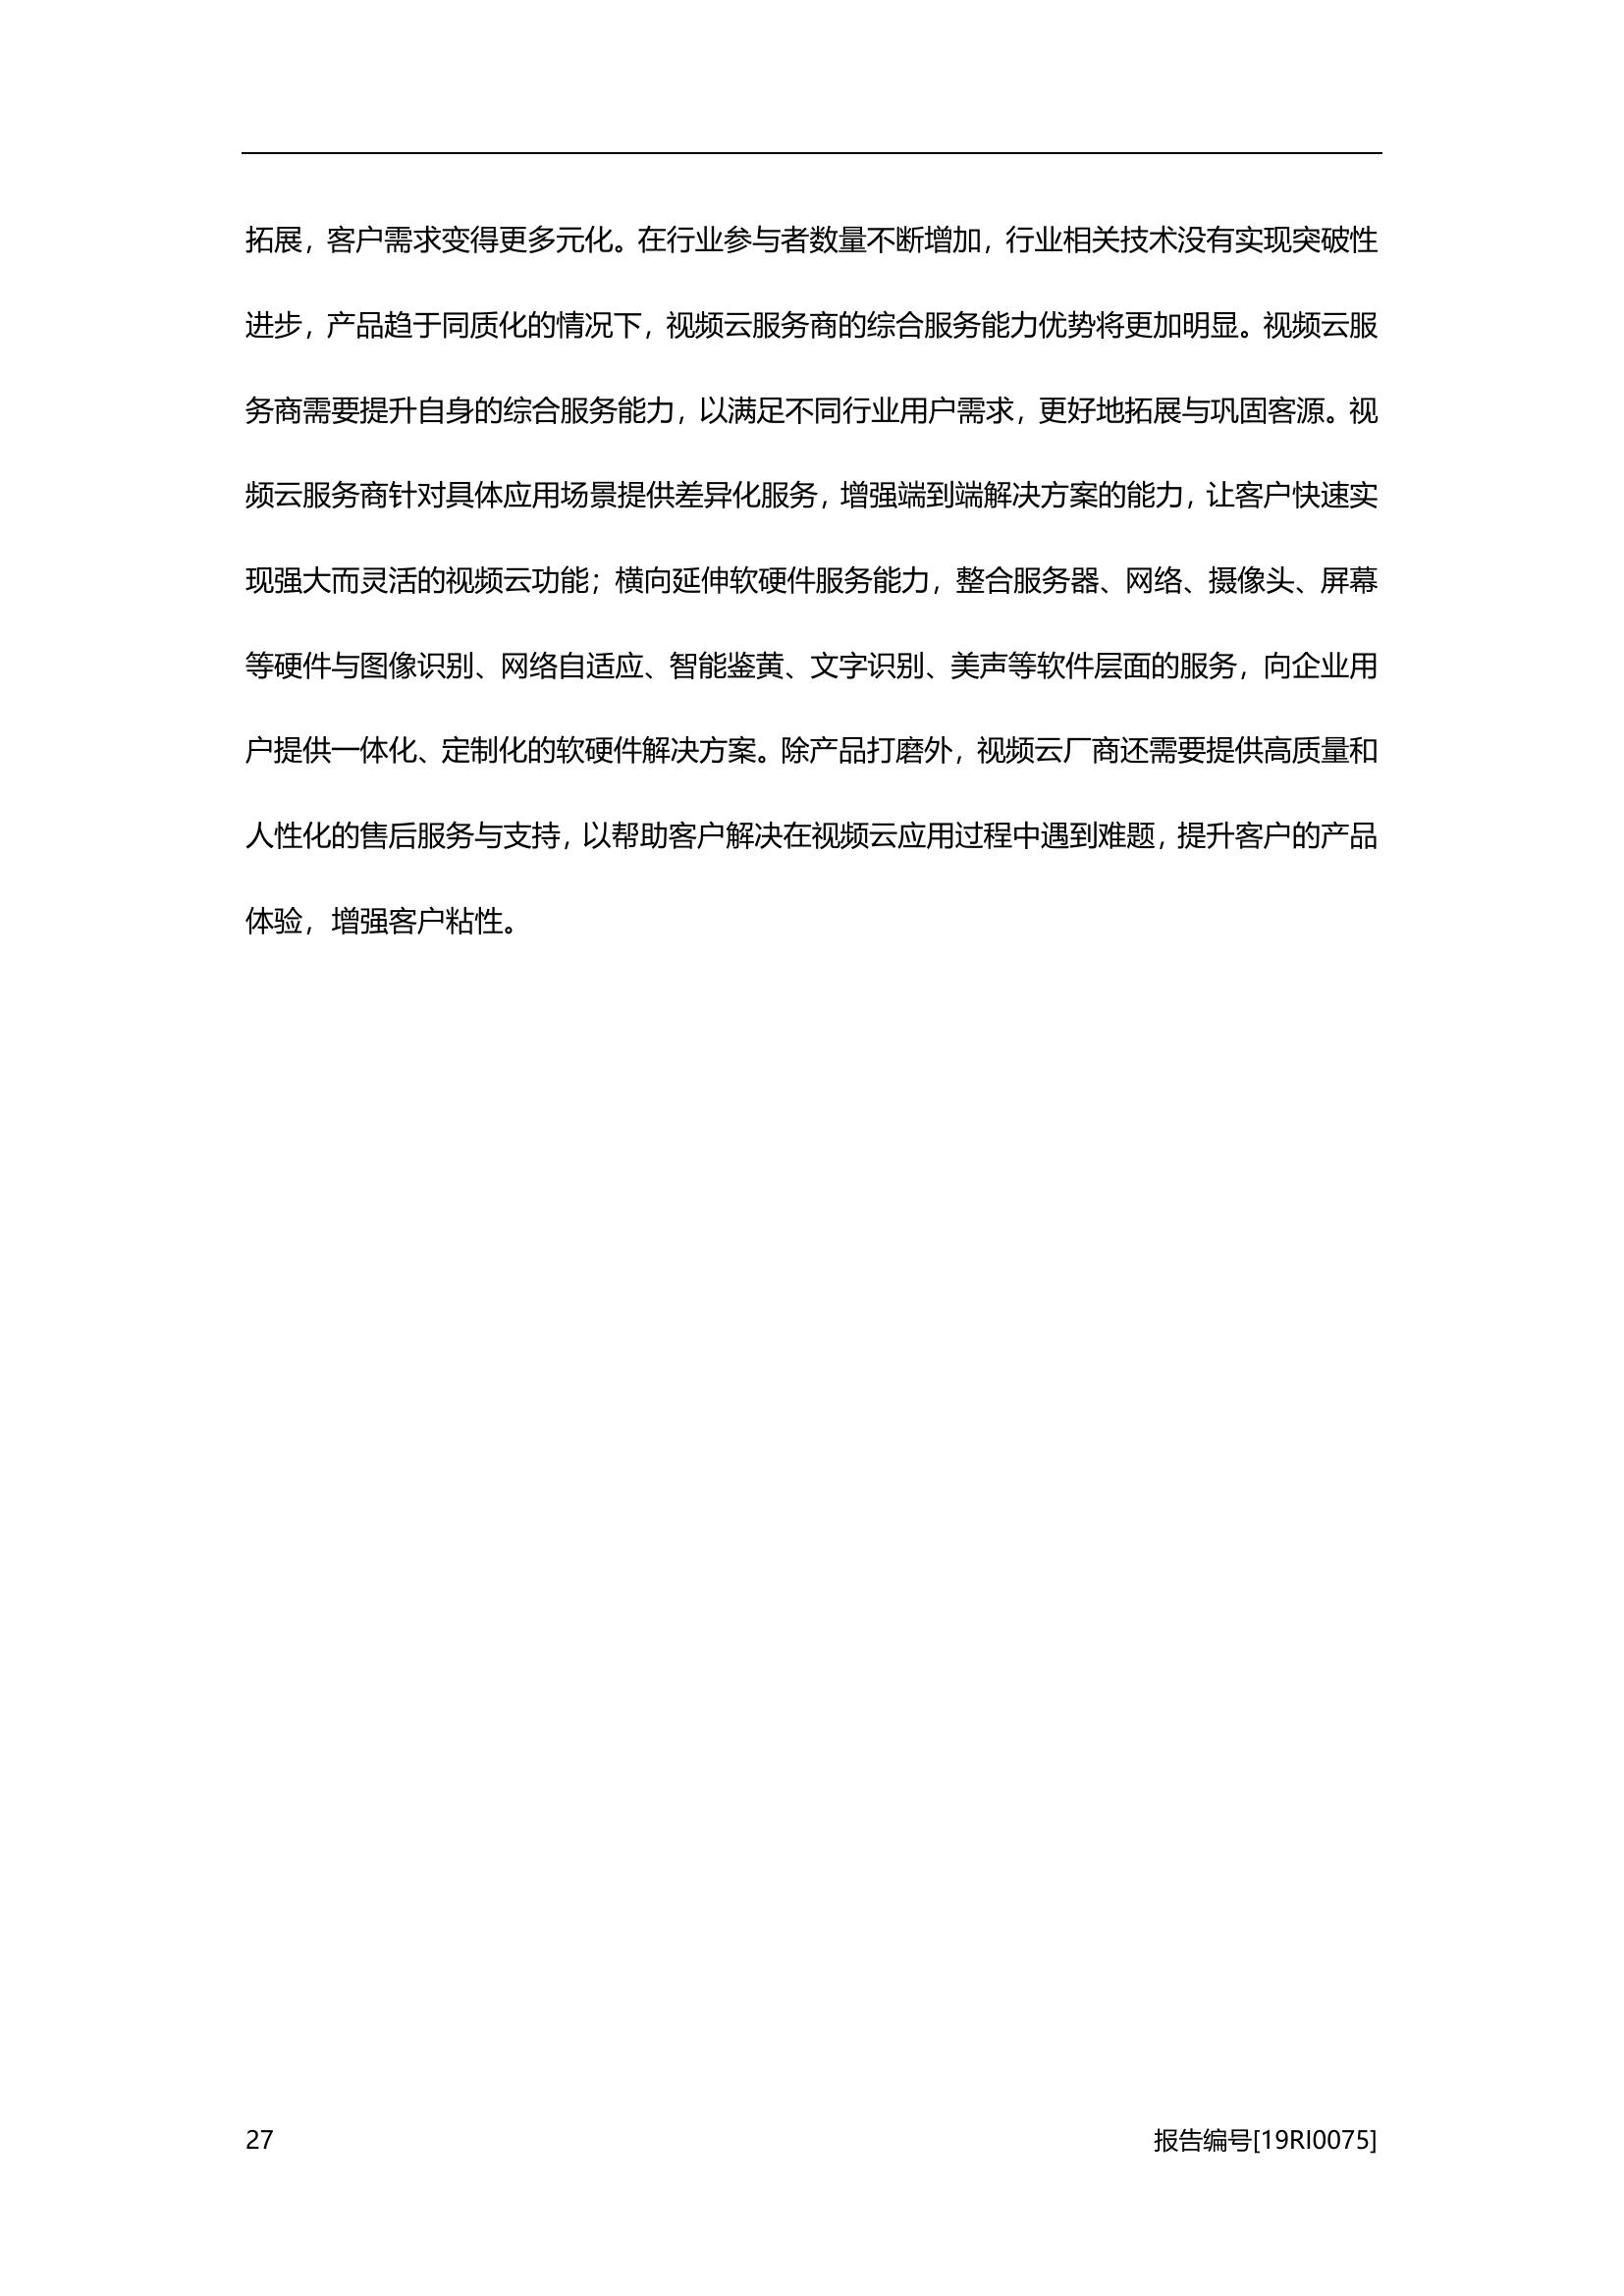 拓展，客户需求变得更多元化。在行业参与者数量不断增加，行业相关技术没有实现突破性
进步，产品趋于同质化的情况下，视频云服务商的综合服务能力优势将更加明显。视频云服
务商需要提升自身的综合服务能力，以满足不同行业用户需求，更好地拓展与巩固客源。视
频云服务商针对具体应用场景提供差异化服务，增强端到端解决方案的能力，让客户快速实
现强大而灵活的视频云功能；横向延伸软硬件服务能力，整合服务器、网络、摄像头、屏幕
等硬件与图像识别、网络自适应、智能鉴黄、文字识别、美声等软件层面的服务，向企业用
户提供一体化、定制化的软硬件解决方案。除产品打磨外，视频云厂商还需要提供高质量和
人性化的售后服务与支持，以帮助客户解决在视频云应用过程中遇到难题，提升客户的产品
体验，增强客户粘性。
27 报告编号[19RI0075]